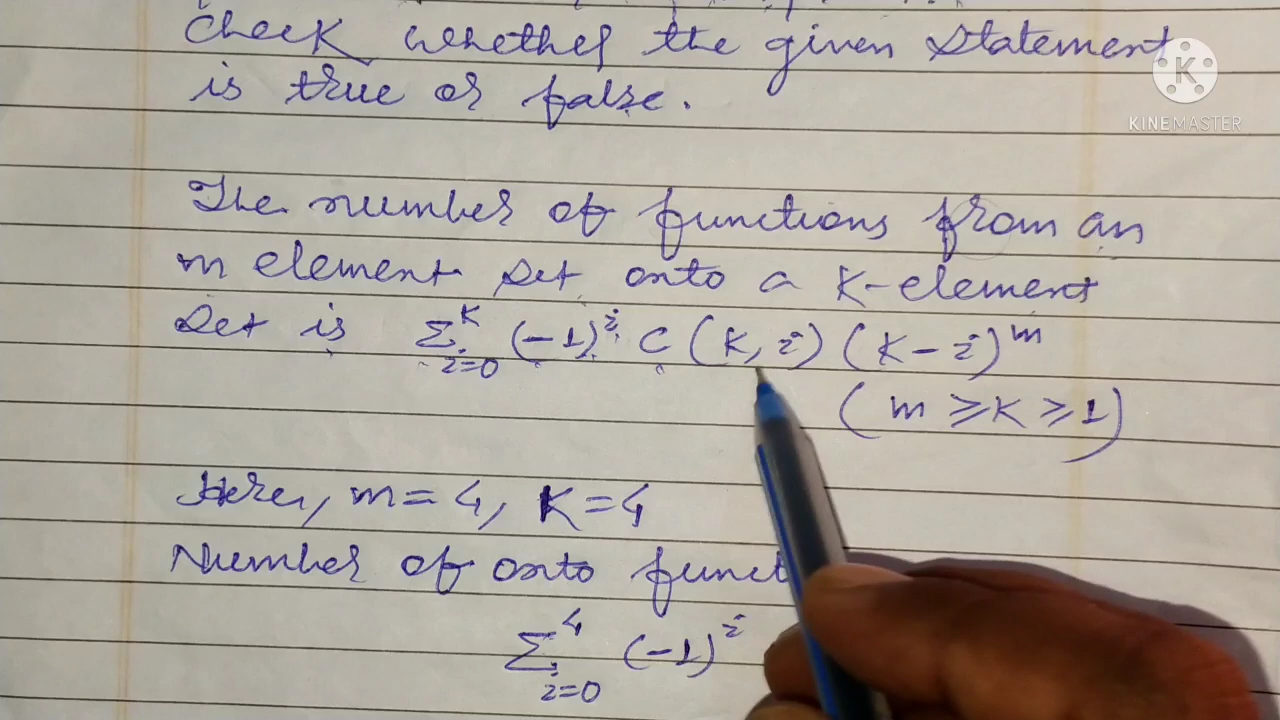 Check whether the given statement
is true or false.
KINEMASTER
The number of functions from an
m element set onto a K-element
set is Σ_{i=0}^{K} (-1)^i C (K, i) (K - i)^m
(m ≥ K ≥ 1)
Here, m = 4, K = 4
Number of onto funct
Σ_{i=0}^{4} (-1)^i